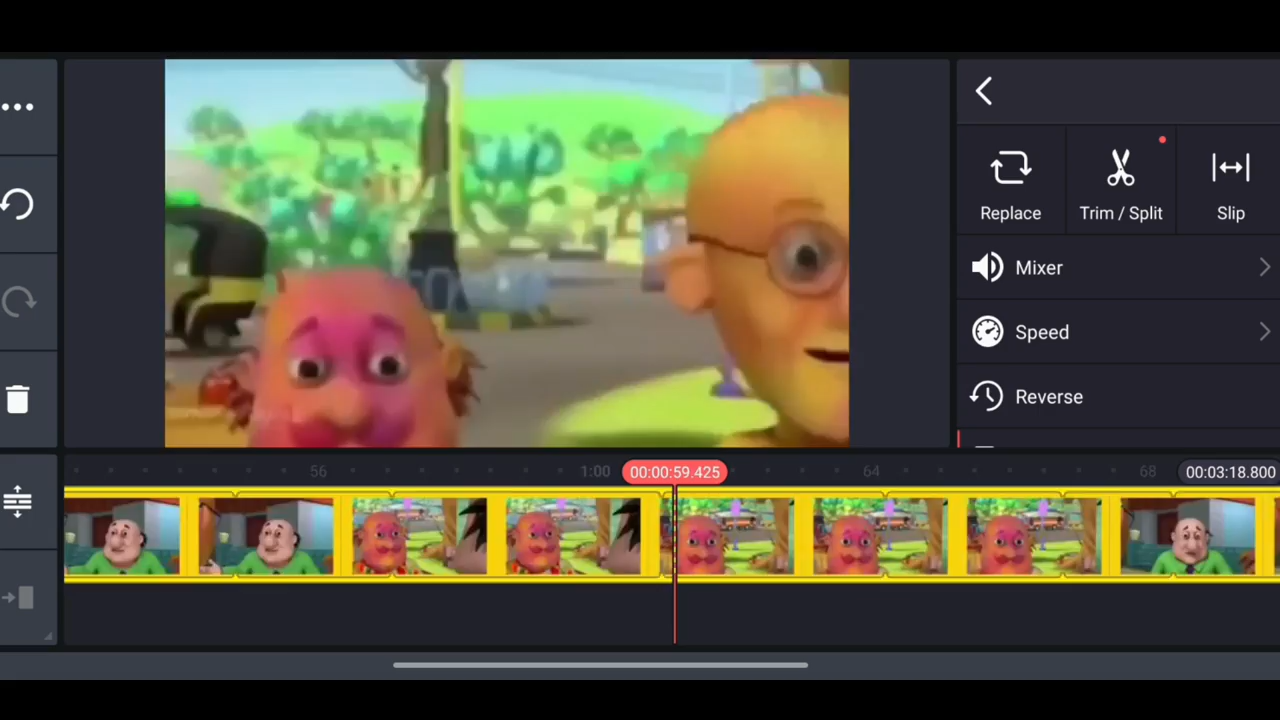 Replace
Trim / Split
Slip
Mixer
Speed
Reverse
56
1:00
00:00:59.425
64
68
00:03:18.800